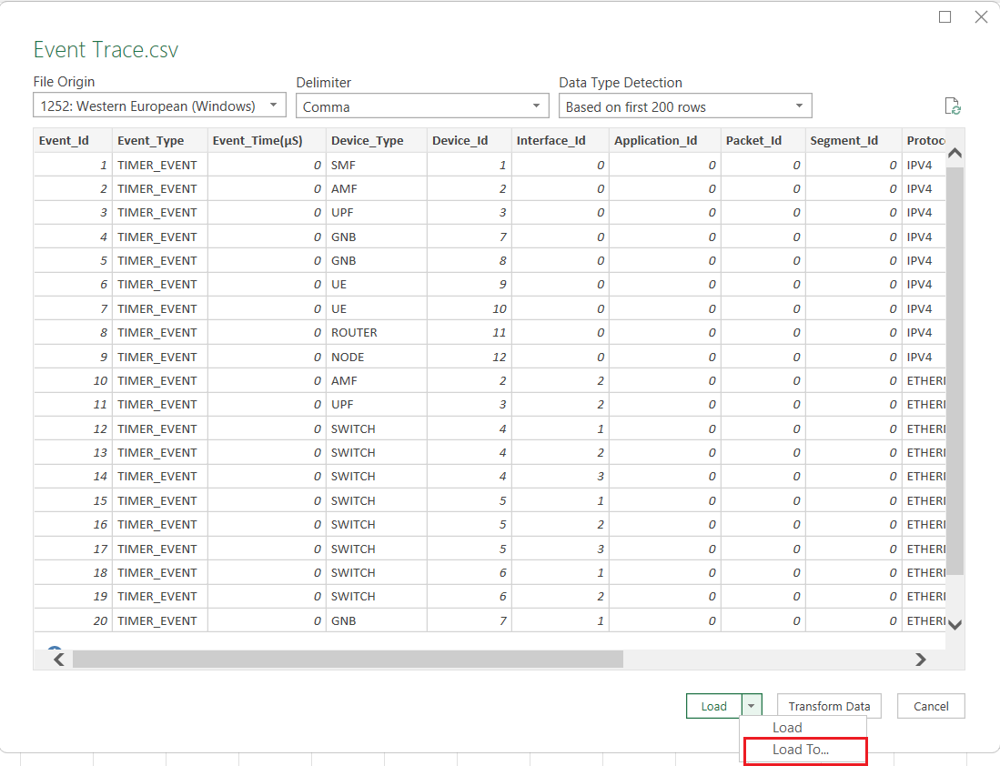 Event Trace.csv
File Origin Delimiter Data Type Detection
1252: Western European (Windows) Comma Based on first 200 rows
Event_Id Event_Type Event_Time(µS) Device_Type Device_Id Interface_Id Application_Id Packet_Id Segment_Id Protoc
1 TIMER_EVENT 0 SMF 1 0 0 0 0 IPV4
2 TIMER_EVENT 0 AMF 2 0 0 0 0 IPV4
3 TIMER_EVENT 0 UPF 3 0 0 0 0 IPV4
4 TIMER_EVENT 0 GNB 7 0 0 0 0 IPV4
5 TIMER_EVENT 0 GNB 8 0 0 0 0 IPV4
6 TIMER_EVENT 0 UE 9 0 0 0 0 IPV4
7 TIMER_EVENT 0 UE 10 0 0 0 0 IPV4
8 TIMER_EVENT 0 ROUTER 11 0 0 0 0 IPV4
9 TIMER_EVENT 0 NODE 12 0 0 0 0 IPV4
10 TIMER_EVENT 0 AMF 2 2 0 0 0 ETHERI
11 TIMER_EVENT 0 UPF 3 2 0 0 0 ETHERI
12 TIMER_EVENT 0 SWITCH 4 1 0 0 0 ETHERI
13 TIMER_EVENT 0 SWITCH 4 2 0 0 0 ETHERI
14 TIMER_EVENT 0 SWITCH 4 3 0 0 0 ETHERI
15 TIMER_EVENT 0 SWITCH 5 1 0 0 0 ETHERI
16 TIMER_EVENT 0 SWITCH 5 2 0 0 0 ETHERI
17 TIMER_EVENT 0 SWITCH 5 3 0 0 0 ETHERI
18 TIMER_EVENT 0 SWITCH 6 1 0 0 0 ETHERI
19 TIMER_EVENT 0 SWITCH 6 2 0 0 0 ETHERI
20 TIMER_EVENT 0 GNB 7 1 0 0 0 ETHERI
Load Transform Data Cancel
Load
Load To...